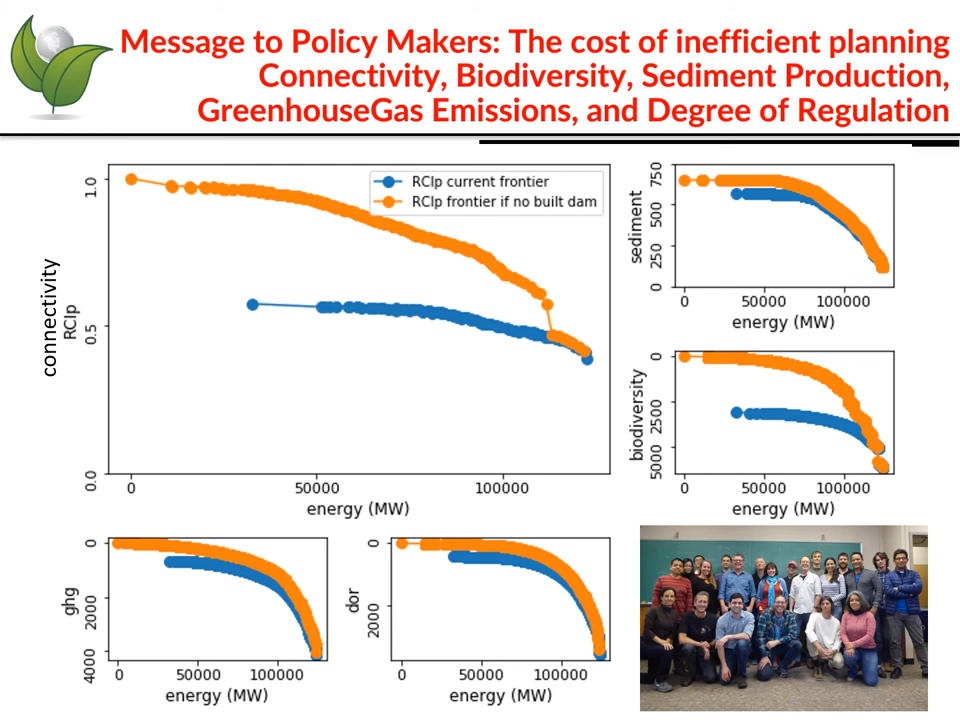 Message to Policy Makers: The cost of inefficient planning
Connectivity, Biodiversity, Sediment Production,
GreenhouseGas Emissions, and Degree of Regulation
connectivity
RCIp
1.0
0.5
0.0
RCIp current frontier
RCIp frontier if no built dam
0
50000
100000
energy (MW)
sediment
750
500
250
0
0
50000
100000
energy (MW)
biodiversity
0
2500
5000
0
50000
100000
energy (MW)
ghg
0
2000
4000
0
50000
100000
energy (MW)
dor
0
2000
0
50000
100000
energy (MW)